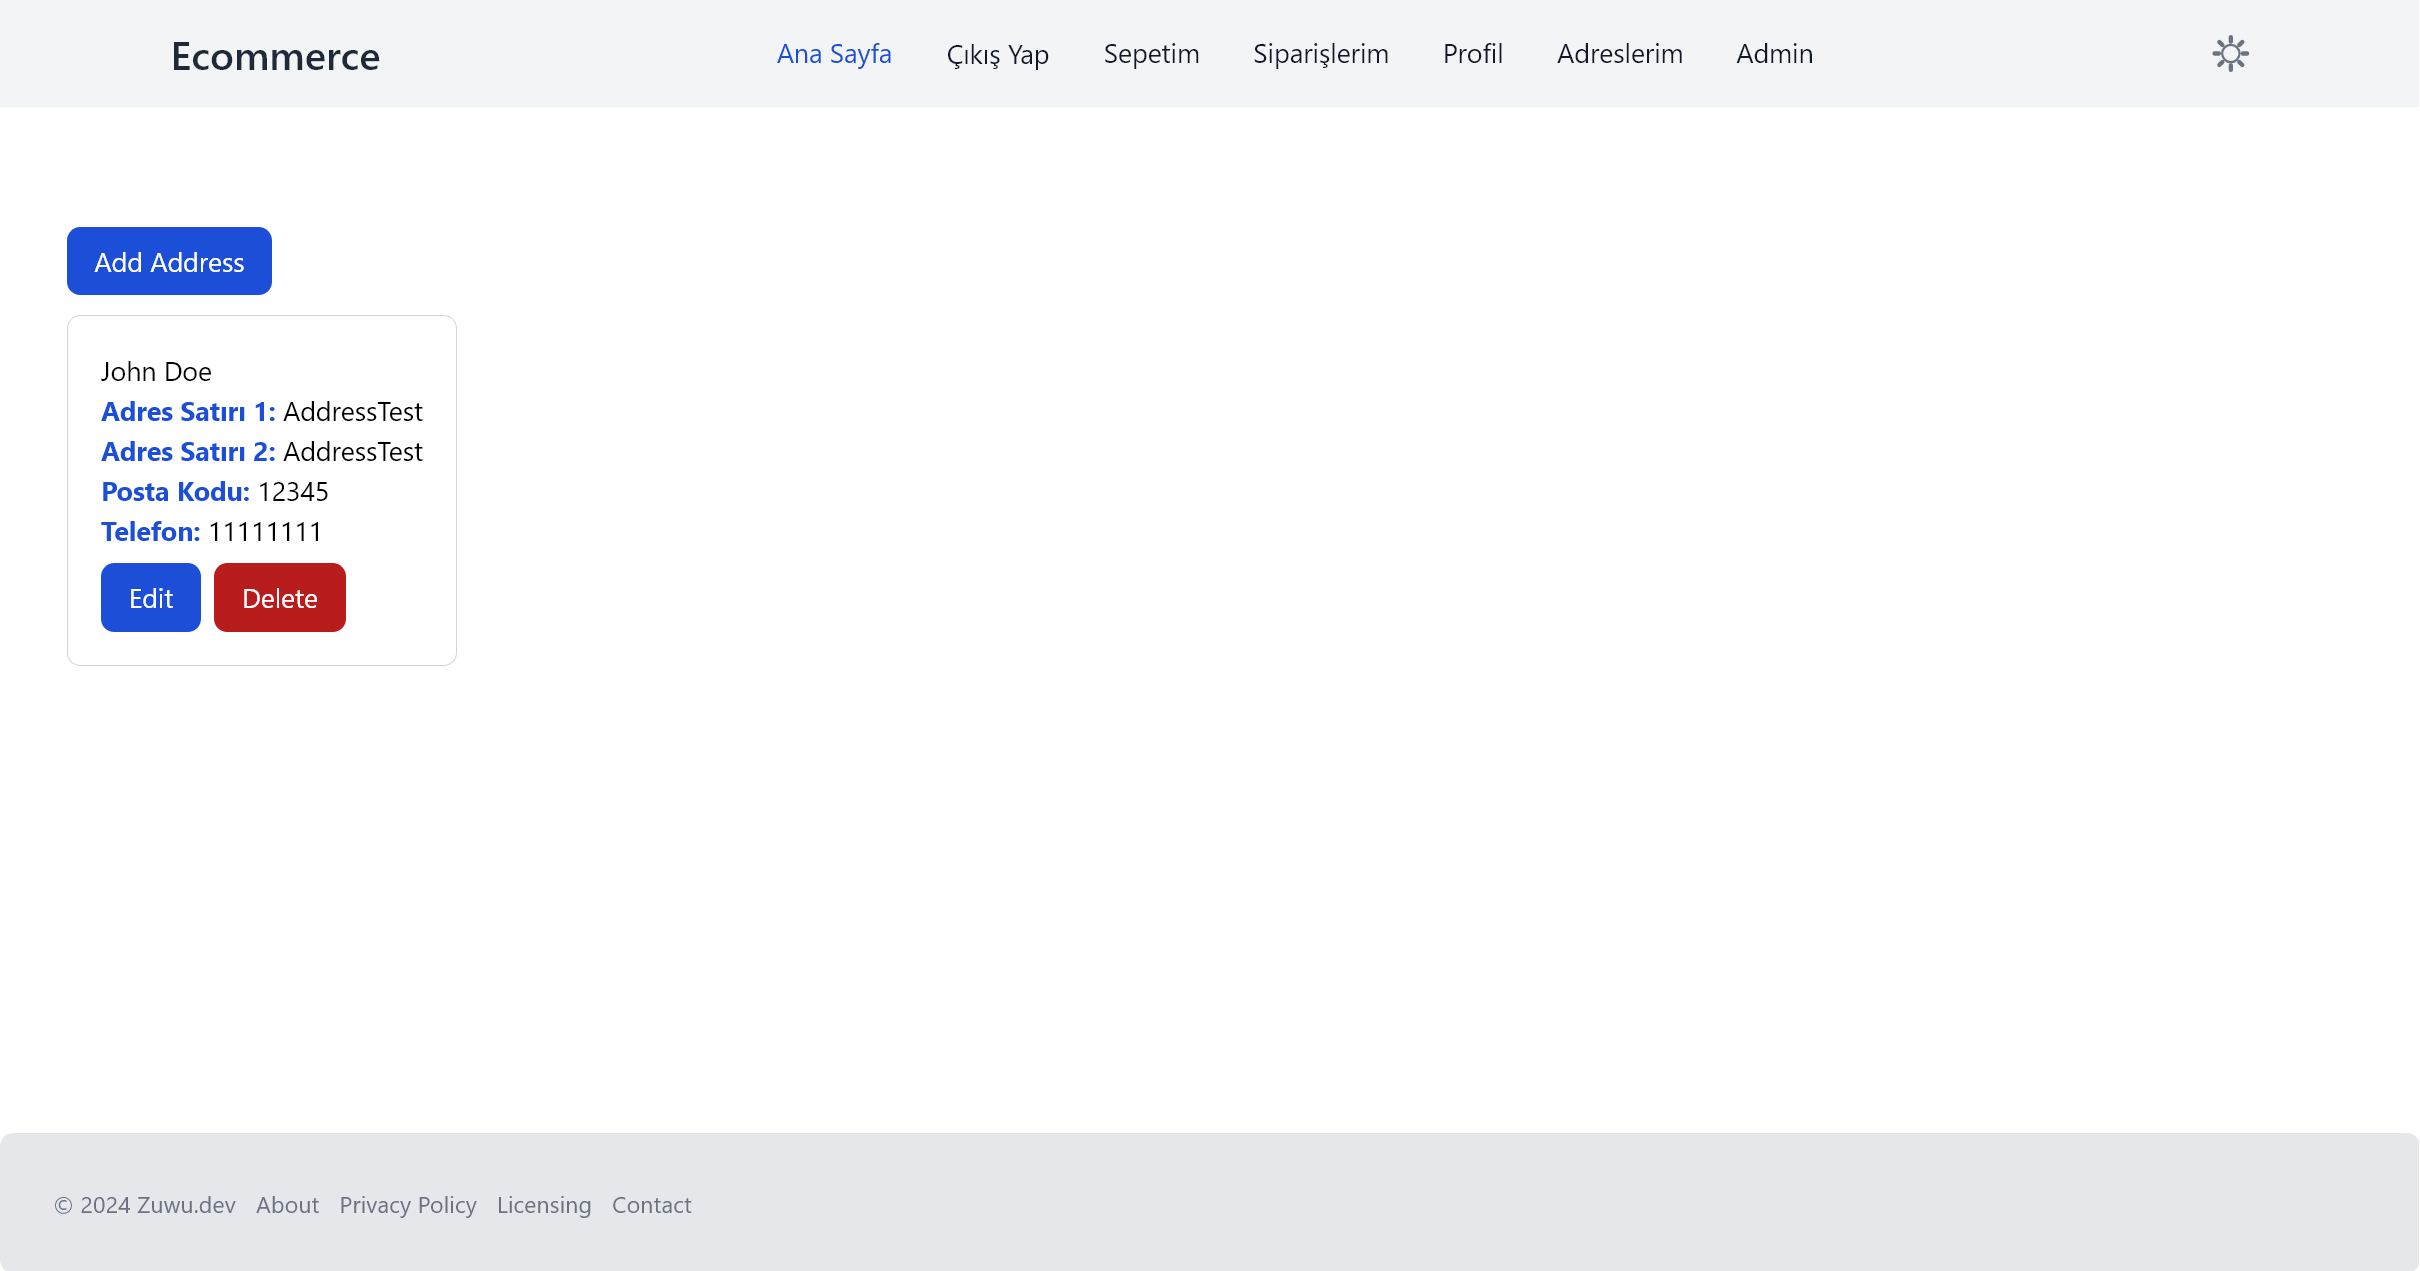 Ecommerce Ana Sayfa Çıkış Yap Sepetim Siparişlerim Profil Adreslerim Admin
Add Address
John Doe
Adres Satırı 1: AddressTest
Adres Satırı 2: AddressTest
Posta Kodu: 12345
Telefon: 11111111
Edit Delete
© 2024 Zuwu.dev About Privacy Policy Licensing Contact